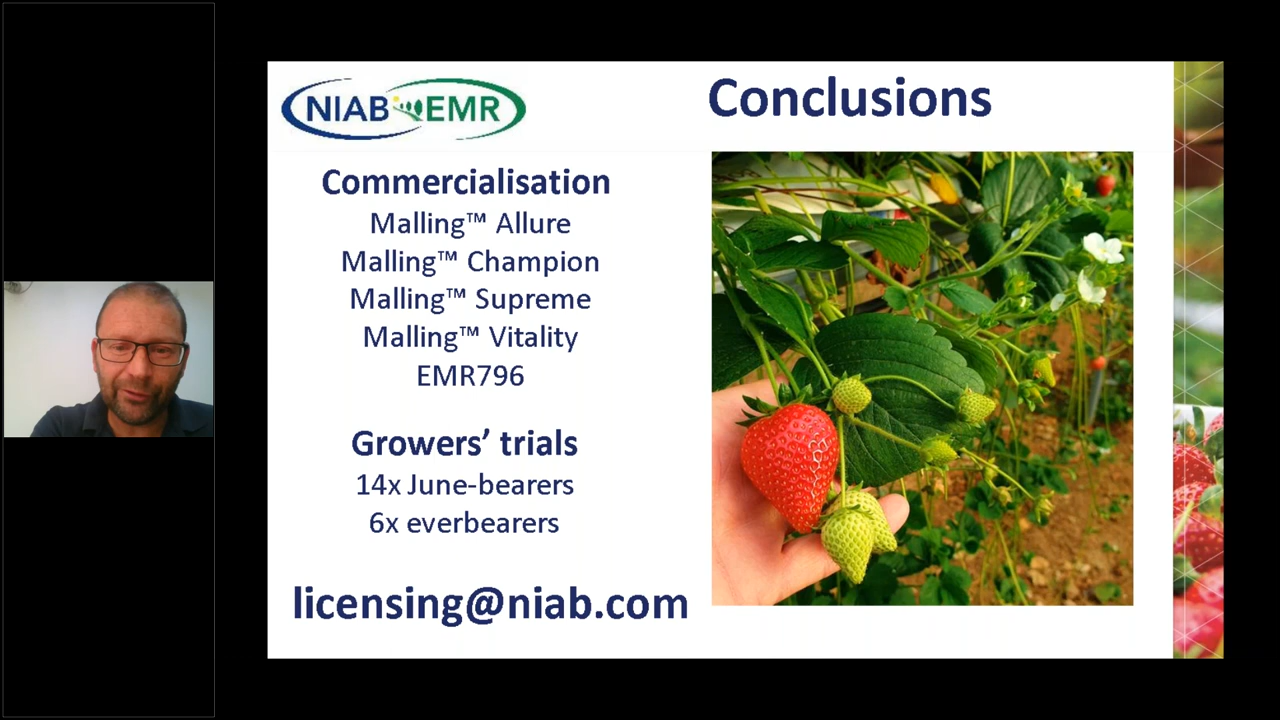 NIAB EMR
Conclusions
Commercialisation
Malling™ Allure
Malling™ Champion
Malling™ Supreme
Malling™ Vitality
EMR796
Growers’ trials
14x June-bearers
6x everbearers
licensing@niab.com